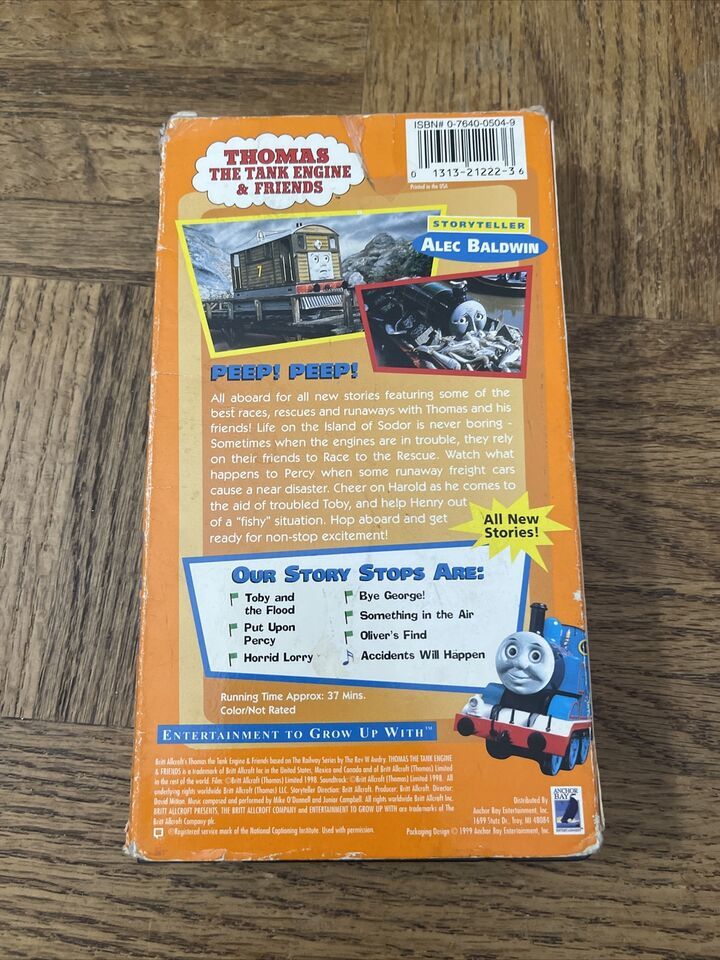 THOMAS
THE TANK ENGINE
& FRIENDS
ISBN# 0-7640-0504-9
0 1313-21222-3 6
Printed in the USA
STORYTELLER
ALEC BALDWIN
7
PEEP! PEEP!
All aboard for all new stories featuring some of the
best races, rescues and runaways with Thomas and his
friends! Life on the Island of Sodor is never boring -
Sometimes when the engines are in trouble, they rely
on their friends to Race to the Rescue. Watch what
happens to Percy when some runaway freight cars
cause a near disaster. Cheer on Harold as he comes to
the aid of troubled Toby, and help Henry out
of a "fishy" situation. Hop aboard and get
ready for non-stop excitement!
All New
Stories!
OUR STORY STOPS ARE:
Toby and
the Flood
Put Upon
Percy
Horrid Lorry
Bye George!
Something in the Air
Oliver's Find
Accidents Will Happen
Running Time Approx: 37 Mins.
Color/Not Rated
ENTERTAINMENT TO GROW UP WITH™
Britt Allcroft's Thomas the Tank Engine & Friends based on The Railway Series by The Rev W Awdry. THOMAS THE TANK ENGINE
& FRIENDS is a trademark of Britt Allcroft Inc in the United States, Mexico and Canada and of Britt Allcroft (Thomas) Limited
in the rest of the world. Film: ©Britt Allcroft (Thomas) Limited 1998. Soundtrack: ©Britt Allcroft (Thomas) Limited 1998. All
underlying rights worldwide Britt Allcroft (Thomas) LLC. Storyteller Direction: Britt Allcroft. Producer: Britt Allcroft. Director:
David Mitton. Music composed and performed by Mike O'Donnell and Junior Campbell. All rights worldwide Britt Allcroft Inc.
BRITT ALLCROFT PRESENTS, THE BRITT ALLCROFT COMPANY and ENTERTAINMENT TO GROW UP WITH are trademarks of The
Britt Allcroft Company plc.
®Registered service mark of the National Captioning Institute. Used with permission.
Distributed By
Anchor Bay Entertainment, Inc.
1699 Stutz Dr., Troy, MI 48084
Packaging Design © 1999 Anchor Bay Entertainment, Inc.
ANCHOR
BAY
ENTERTAINMENT